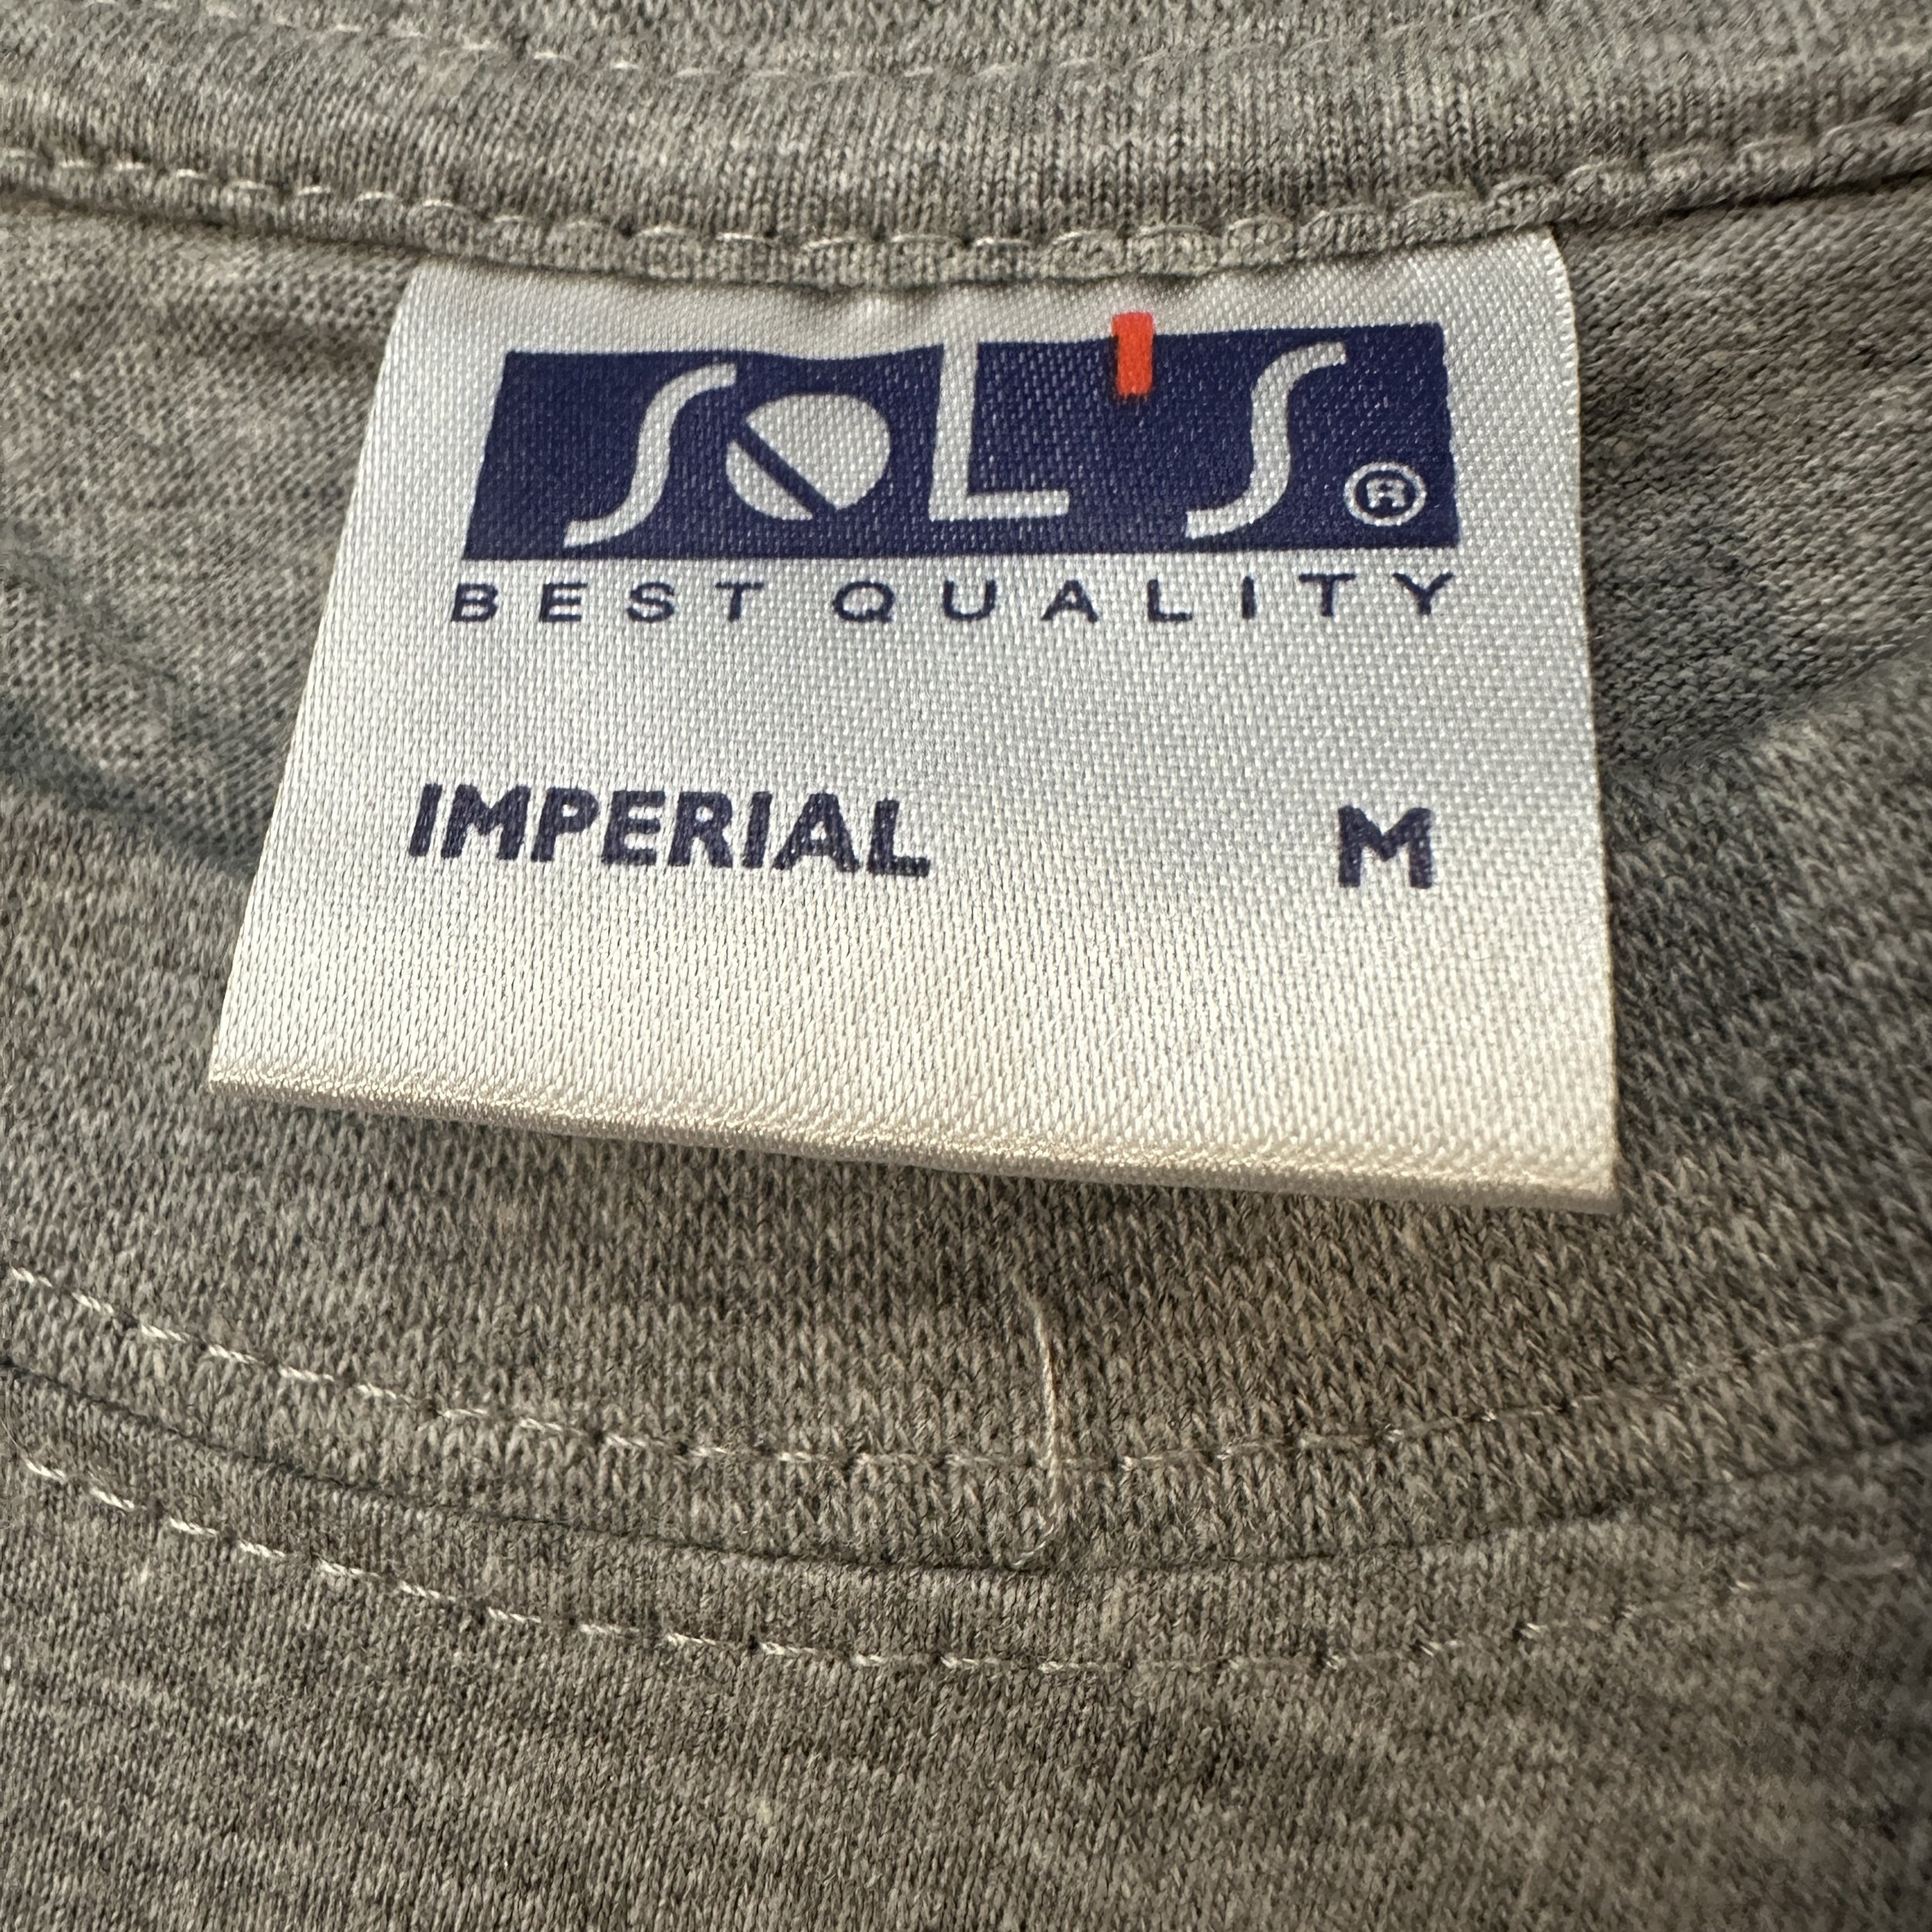 SOL'S ®
BEST QUALITY
IMPERIAL M